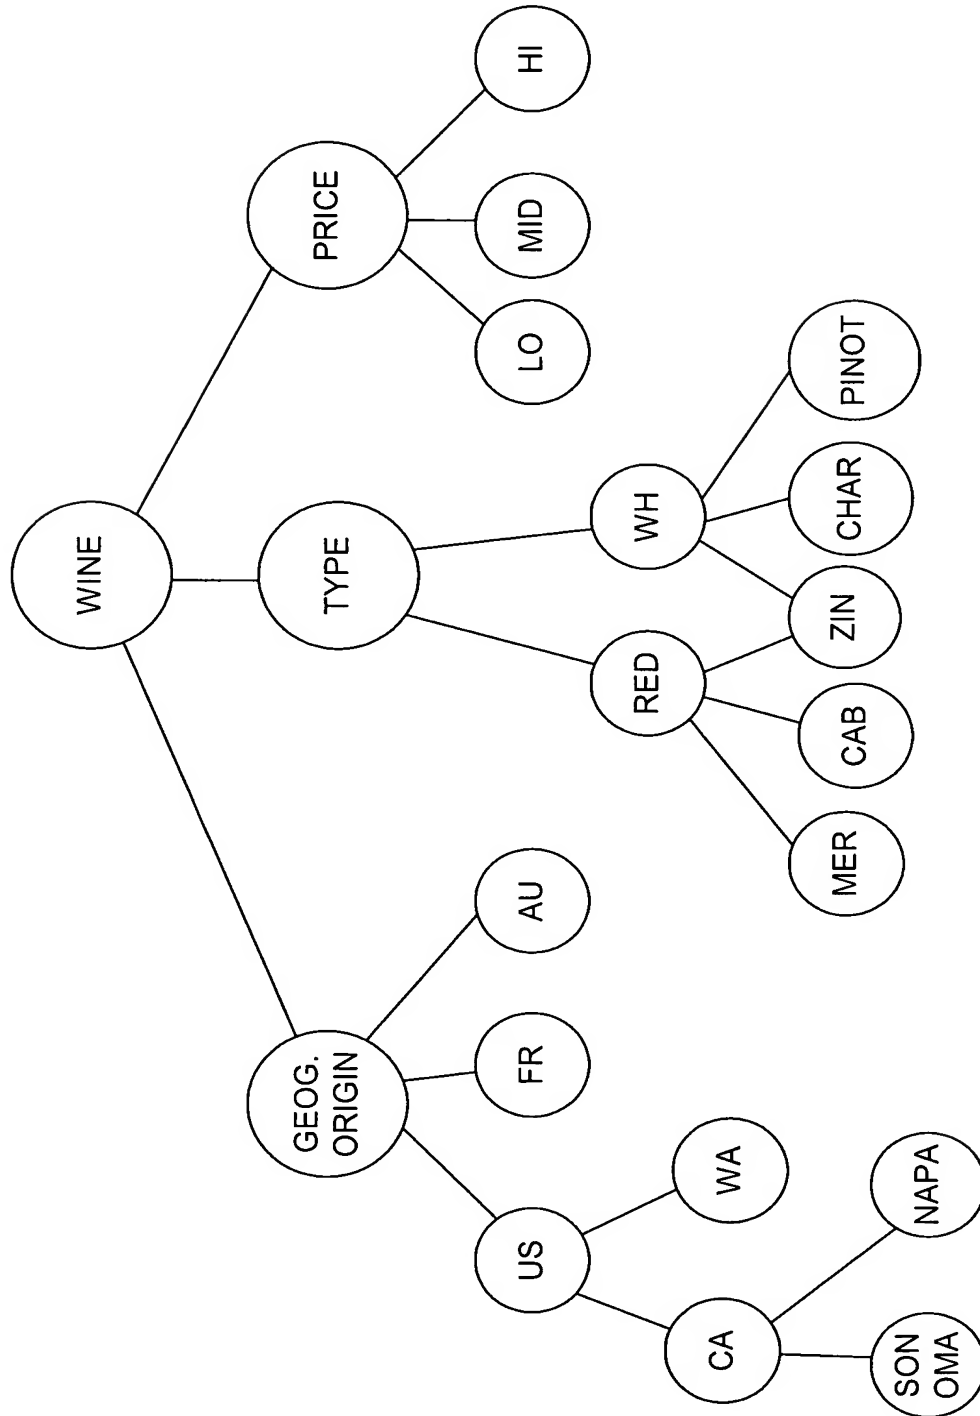 WINE
GEOG.
ORIGIN
TYPE
PRICE
US
FR
AU
LO
MID
HI
RED
WH
CA
WA
MER
CAB
ZIN
CHAR
PINOT
SON
OMA
NAPA